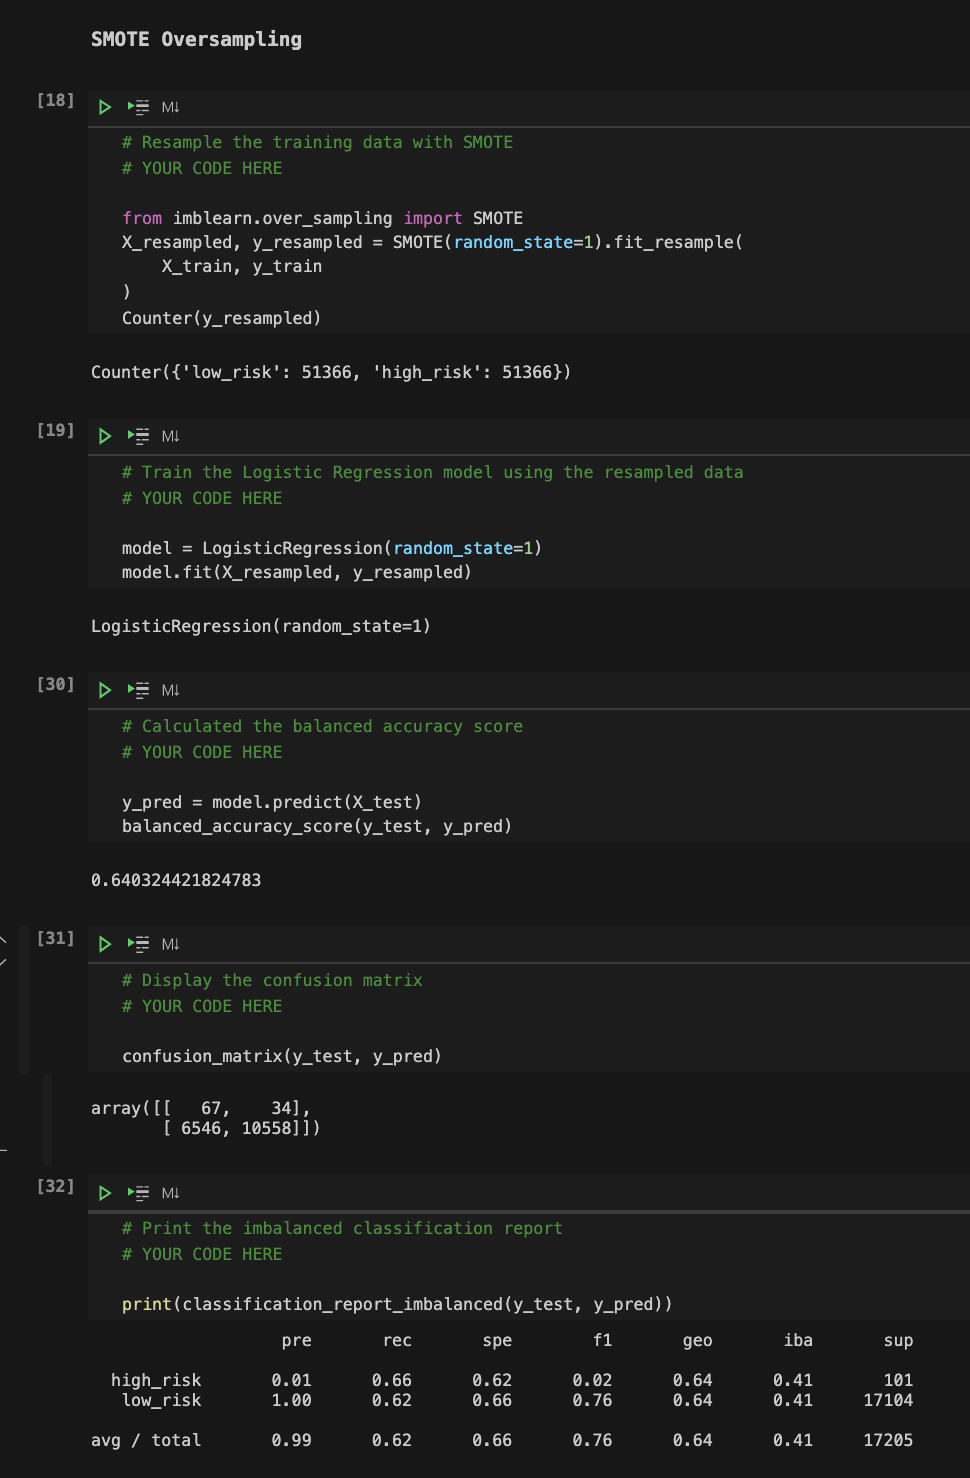 SMOTE Oversampling
[18]
M↓
# Resample the training data with SMOTE
# YOUR CODE HERE
from imblearn.over_sampling import SMOTE
X_resampled, y_resampled = SMOTE(random_state=1).fit_resample(
    X_train, y_train
)
Counter(y_resampled)
Counter({'low_risk': 51366, 'high_risk': 51366})
[19]
M↓
# Train the Logistic Regression model using the resampled data
# YOUR CODE HERE
model = LogisticRegression(random_state=1)
model.fit(X_resampled, y_resampled)
LogisticRegression(random_state=1)
[30]
M↓
# Calculated the balanced accuracy score
# YOUR CODE HERE
y_pred = model.predict(X_test)
balanced_accuracy_score(y_test, y_pred)
0.640324421824783
[31]
M↓
# Display the confusion matrix
# YOUR CODE HERE
confusion_matrix(y_test, y_pred)
array([[   67,    34],
       [ 6546, 10558]])
[32]
M↓
# Print the imbalanced classification report
# YOUR CODE HERE
print(classification_report_imbalanced(y_test, y_pred))
                   pre       rec       spe        f1       geo       iba       sup
  high_risk       0.01      0.66      0.62      0.02      0.64      0.41       101
   low_risk       1.00      0.62      0.66      0.76      0.64      0.41     17104
avg / total       0.99      0.62      0.66      0.76      0.64      0.41     17205